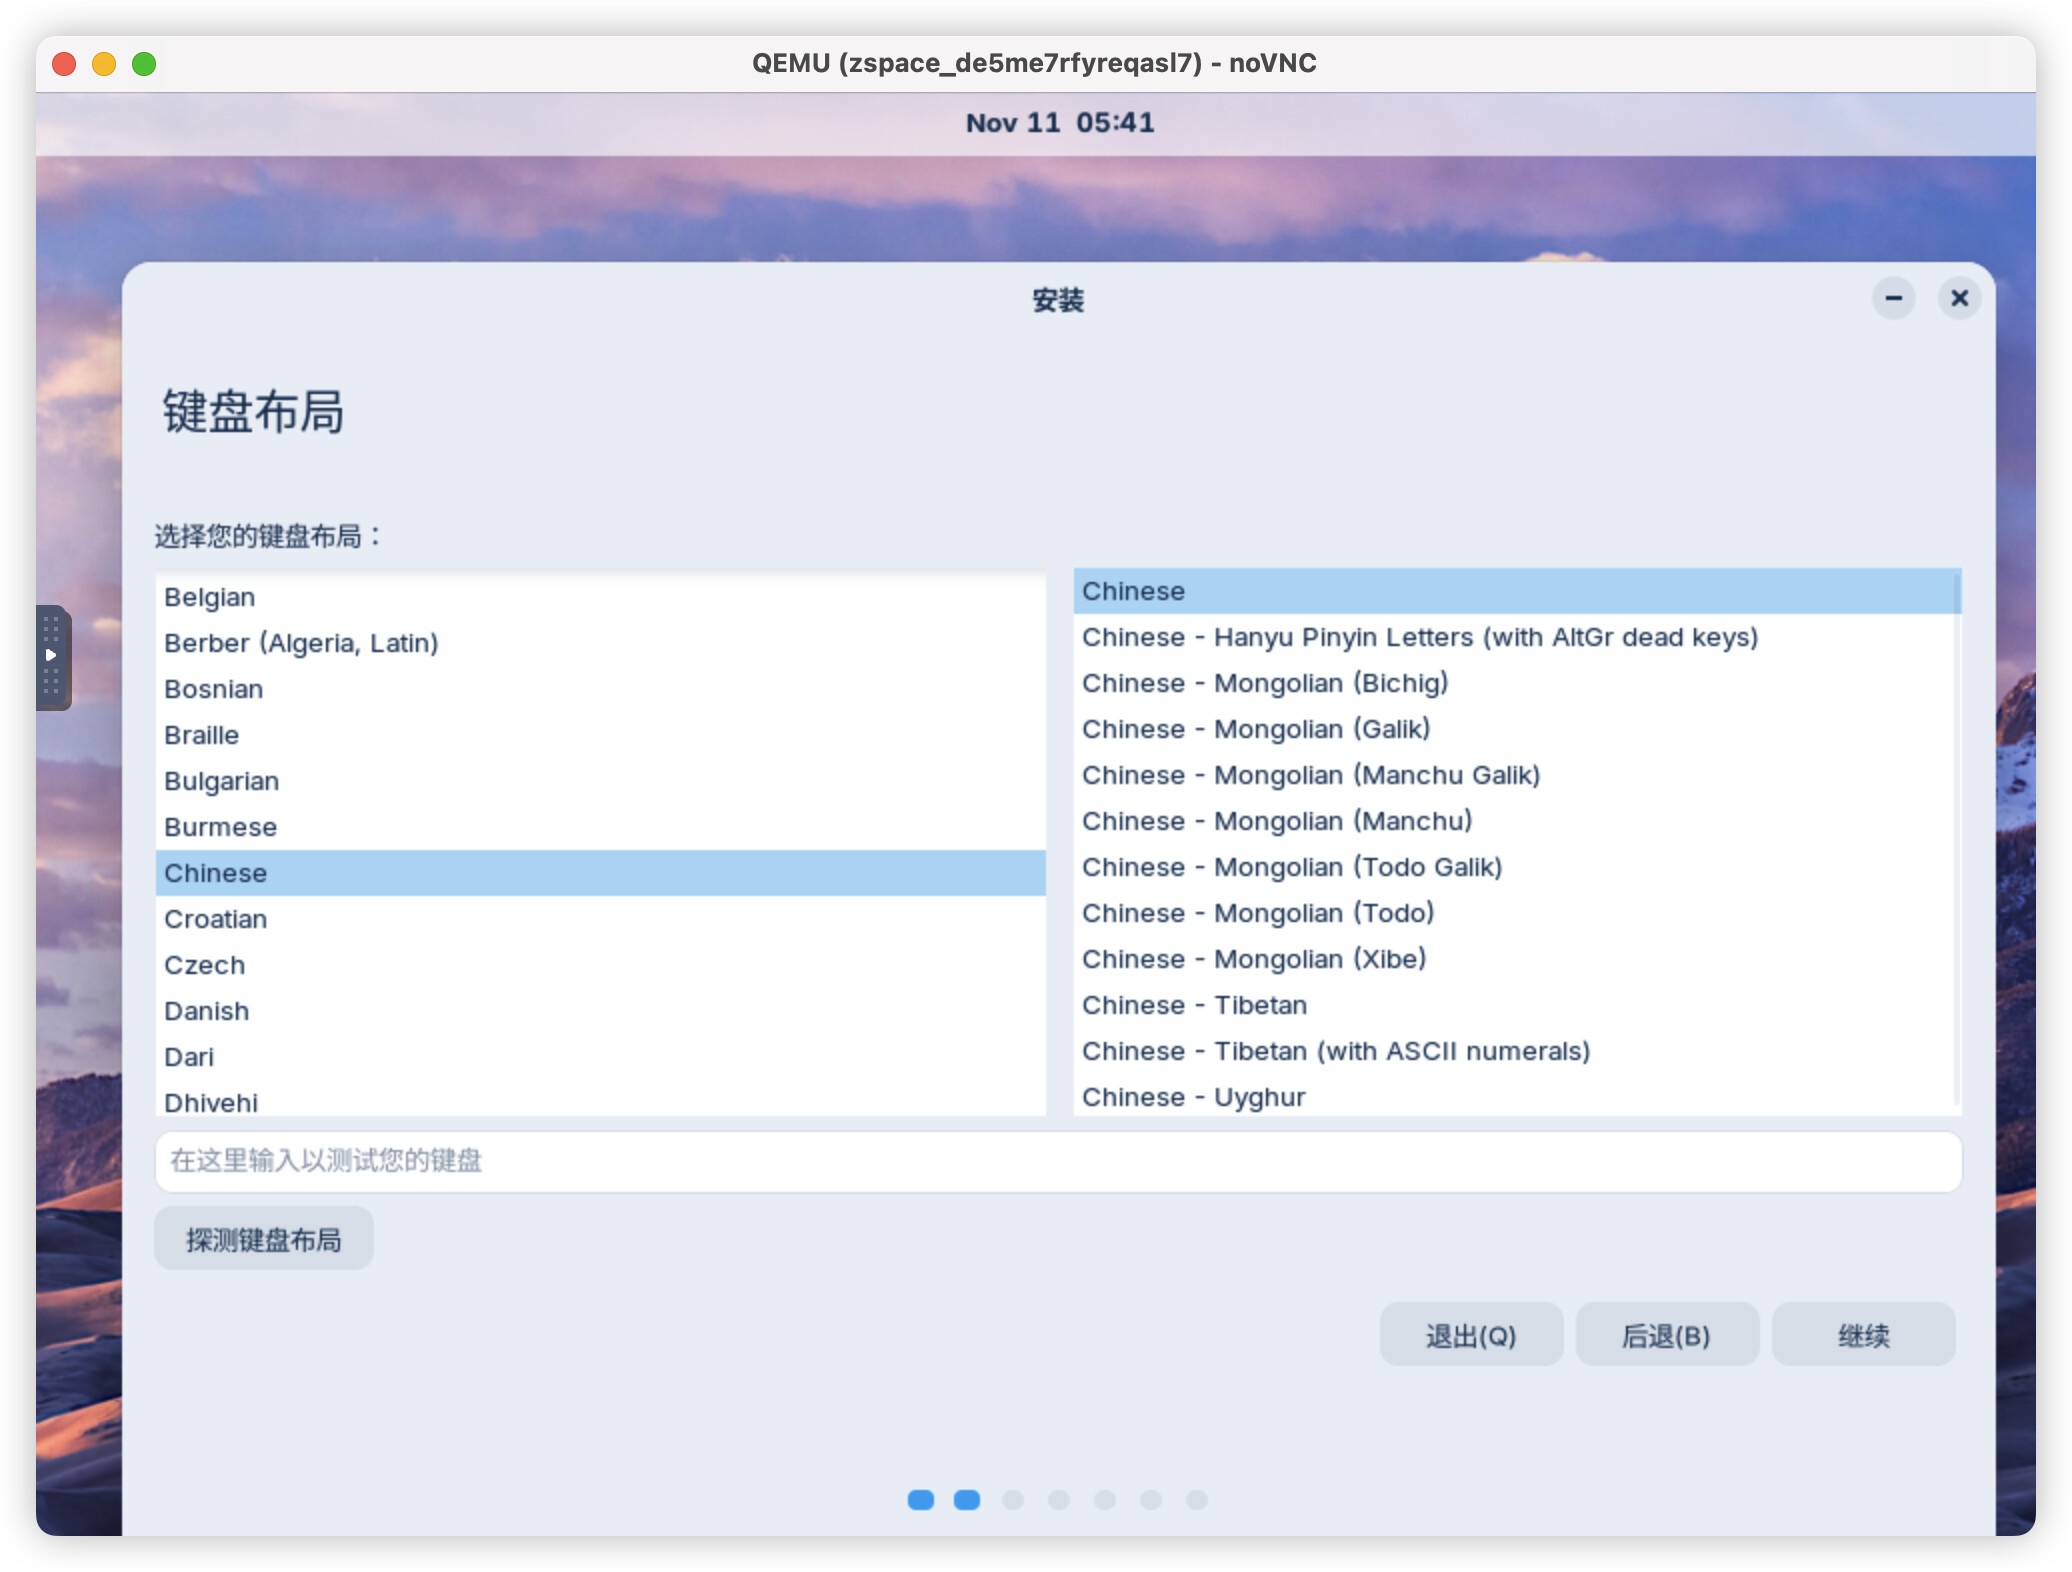 QEMU (zspace_de5me7rfyreqasl7) - noVNC
Nov 11 05:41
安装
键盘布局
选择您的键盘布局：
Belgian
Berber (Algeria, Latin)
Bosnian
Braille
Bulgarian
Burmese
Chinese
Croatian
Czech
Danish
Dari
Dhivehi
Chinese
Chinese - Hanyu Pinyin Letters (with AltGr dead keys)
Chinese - Mongolian (Bichig)
Chinese - Mongolian (Galik)
Chinese - Mongolian (Manchu Galik)
Chinese - Mongolian (Manchu)
Chinese - Mongolian (Todo Galik)
Chinese - Mongolian (Todo)
Chinese - Mongolian (Xibe)
Chinese - Tibetan
Chinese - Tibetan (with ASCII numerals)
Chinese - Uyghur
在这里输入以测试您的键盘
探测键盘布局
退出(Q)
后退(B)
继续